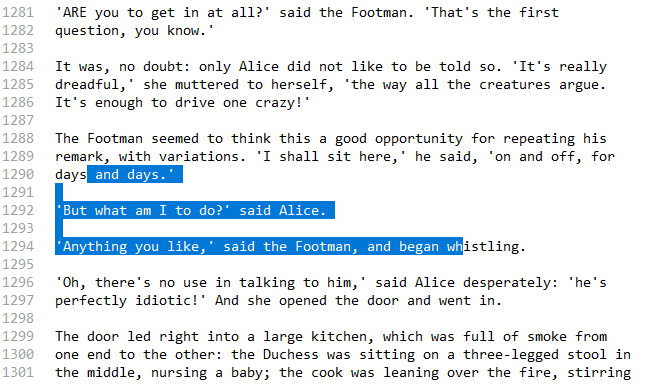 1281 'ARE you to get in at all?' said the Footman. 'That's the first
1282 question, you know.'
1283
1284 It was, no doubt: only Alice did not like to be told so. 'It's really
1285 dreadful,' she muttered to herself, 'the way all the creatures argue.
1286 It's enough to drive one crazy!'
1287
1288 The Footman seemed to think this a good opportunity for repeating his
1289 remark, with variations. 'I shall sit here,' he said, 'on and off, for
1290 days and days.'
1291
1292 'But what am I to do?' said Alice.
1293
1294 'Anything you like,' said the Footman, and began whistling.
1295
1296 'Oh, there's no use in talking to him,' said Alice desperately: 'he's
1297 perfectly idiotic!' And she opened the door and went in.
1298
1299 The door led right into a large kitchen, which was full of smoke from
1300 one end to the other: the Duchess was sitting on a three-legged stool in
1301 the middle, nursing a baby; the cook was leaning over the fire, stirring